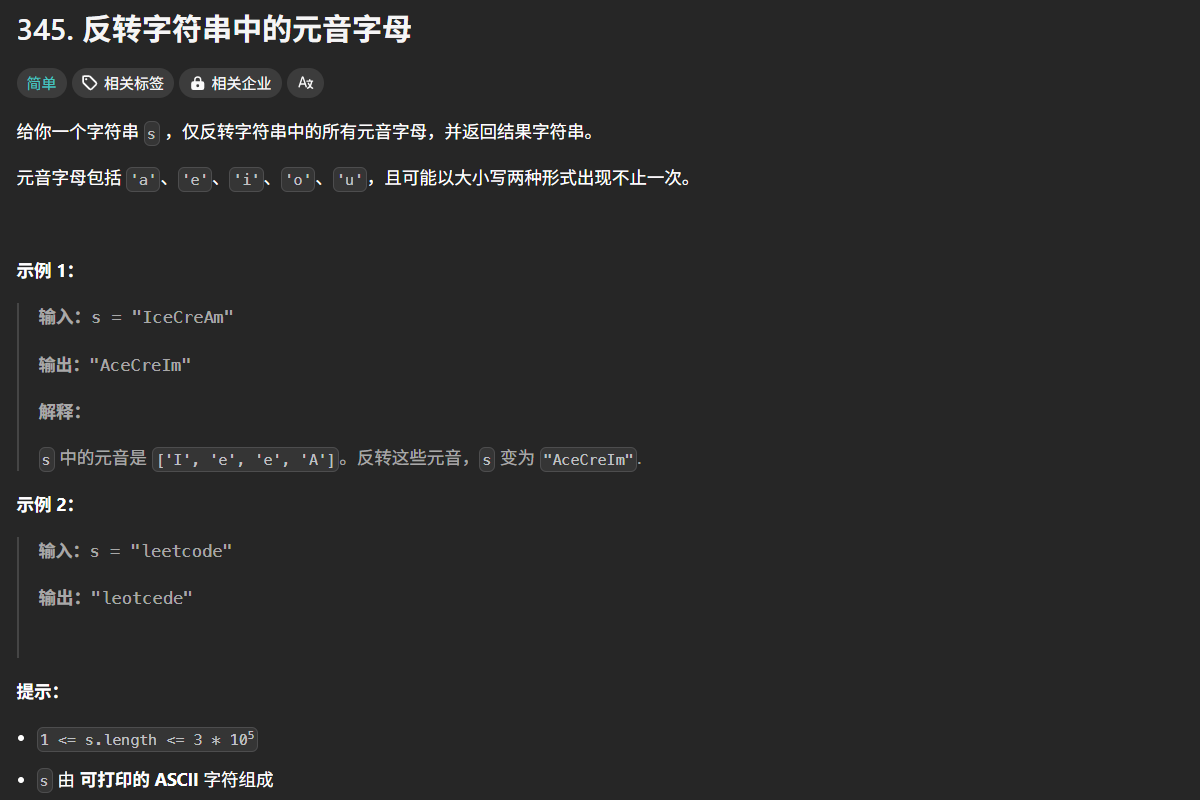 345. 反转字符串中的元音字母
简单 相关标签 相关企业 Az
给你一个字符串 s ，仅反转字符串中的所有元音字母，并返回结果字符串。
元音字母包括 'a'、'e'、'i'、'o'、'u'，且可能以大小写两种形式出现不止一次。
示例 1：
输入：s = "IceCreAm"
输出："AceCreIm"
解释：
s 中的元音是 ['I', 'e', 'e', 'A']。反转这些元音，s 变为 "AceCreIm".
示例 2：
输入：s = "leetcode"
输出："leotcede"
提示：
• 1 <= s.length <= 3 * 10⁵
• s 由 可打印的 ASCII 字符组成